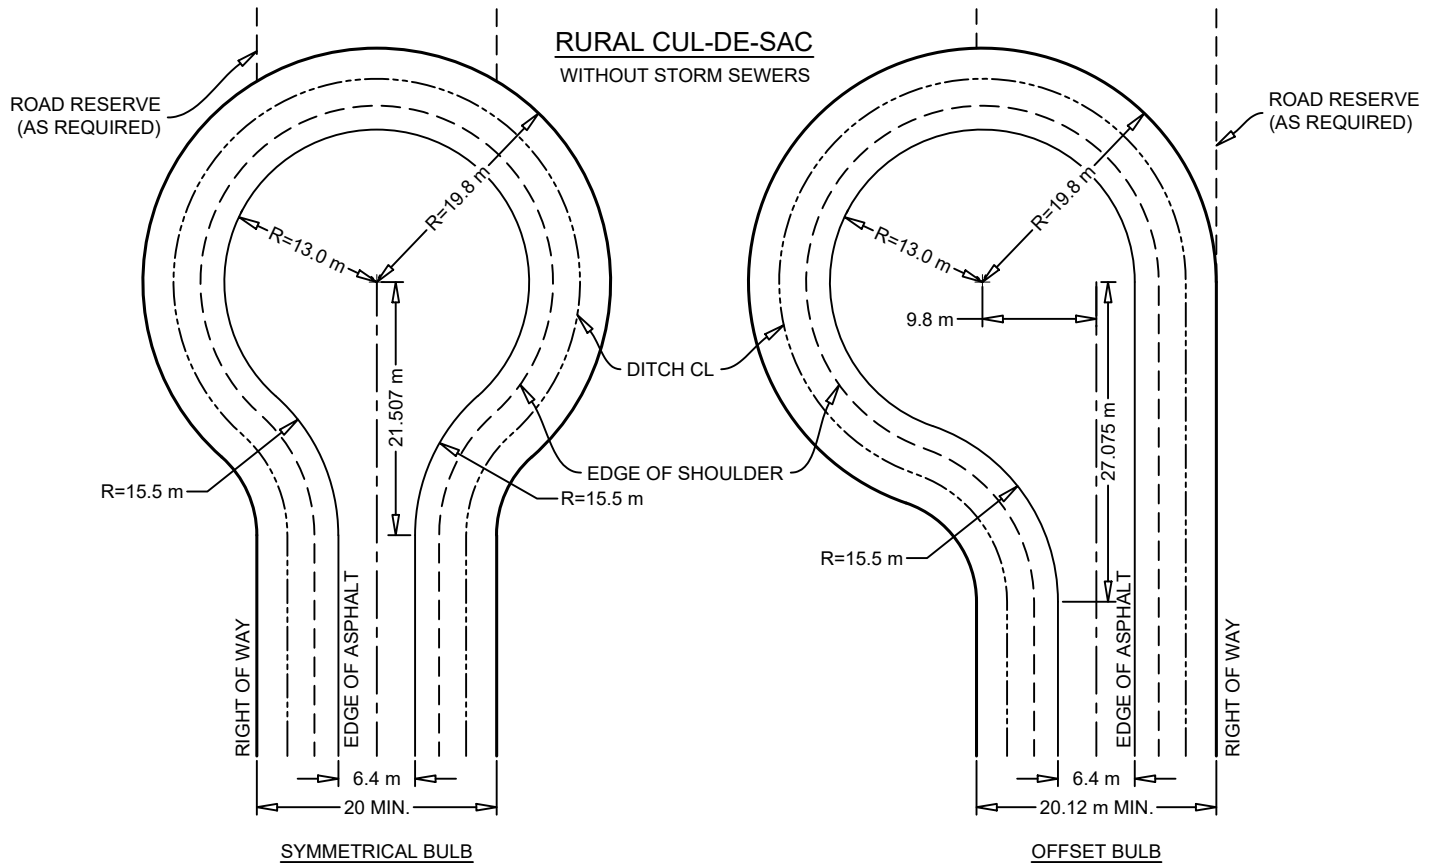 RURAL CUL-DE-SAC
WITHOUT STORM SEWERS
ROAD RESERVE
(AS REQUIRED)
ROAD RESERVE
(AS REQUIRED)
R=19.8 m
R=13.0 m
R=19.8 m
R=13.0 m
9.8 m
21.507 m
27.075 m
DITCH CL
EDGE OF SHOULDER
R=15.5 m
R=15.5 m
R=15.5 m
RIGHT OF WAY
EDGE OF ASPHALT
EDGE OF ASPHALT
RIGHT OF WAY
6.4 m
20 MIN.
6.4 m
20.12 m MIN.
SYMMETRICAL BULB
OFFSET BULB